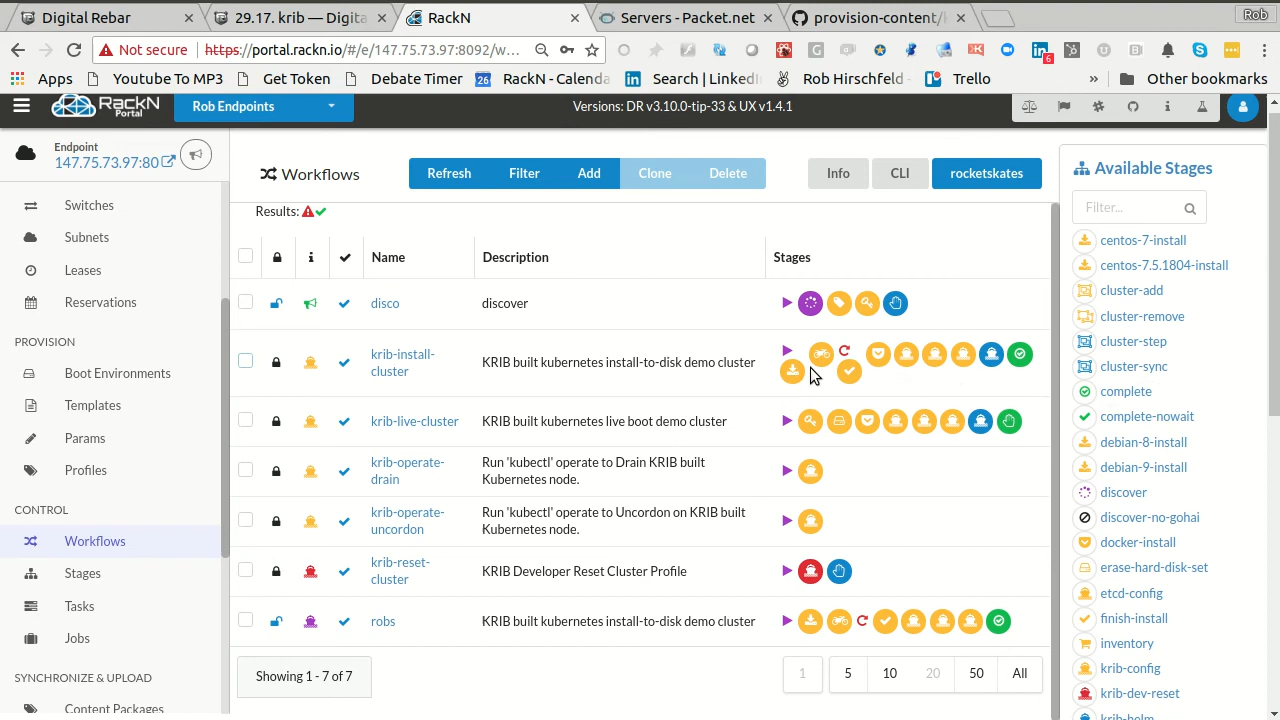 Digital Rebar
29.17. krib — Digita
RackN
Servers - Packet.net
provision-content/
Rob
Not secure
https://portal.rackn.io/#/e/147.75.73.97:8092/w...
6
Apps
Youtube To MP3
Get Token
Debate Timer
26
RackN - Calenda
Search | LinkedI
Rob Hirschfeld -
Trello
»
Other bookmarks
RackN
Portal
Rob Endpoints
Versions: DR v3.10.0-tip-33 & UX v1.4.1
Endpoint
147.75.73.97:80
Switches
Subnets
Leases
Reservations
PROVISION
Boot Environments
Templates
Params
Profiles
CONTROL
Workflows
Stages
Tasks
Jobs
SYNCHRONIZE & UPLOAD
Content Packages
Workflows
Refresh
Filter
Add
Clone
Delete
Info
CLI
rocketskates
Results:
Name
Description
Stages
disco
discover
krib-install-
cluster
KRIB built kubernetes install-to-disk demo cluster
krib-live-cluster
KRIB built kubernetes live boot demo cluster
krib-operate-
drain
Run 'kubectl' operate to Drain KRIB built
Kubernetes node.
krib-operate-
uncordon
Run 'kubectl' operate to Uncordon on KRIB built
Kubernetes node.
krib-reset-
cluster
KRIB Developer Reset Cluster Profile
robs
KRIB built kubernetes install-to-disk demo cluster
Showing 1 - 7 of 7
1
5
10
20
50
All
Available Stages
Filter...
centos-7-install
centos-7.5.1804-install
cluster-add
cluster-remove
cluster-step
cluster-sync
complete
complete-nowait
debian-8-install
debian-9-install
discover
discover-no-gohai
docker-install
erase-hard-disk-set
etcd-config
finish-install
inventory
krib-config
krib-dev-reset
krib-helm